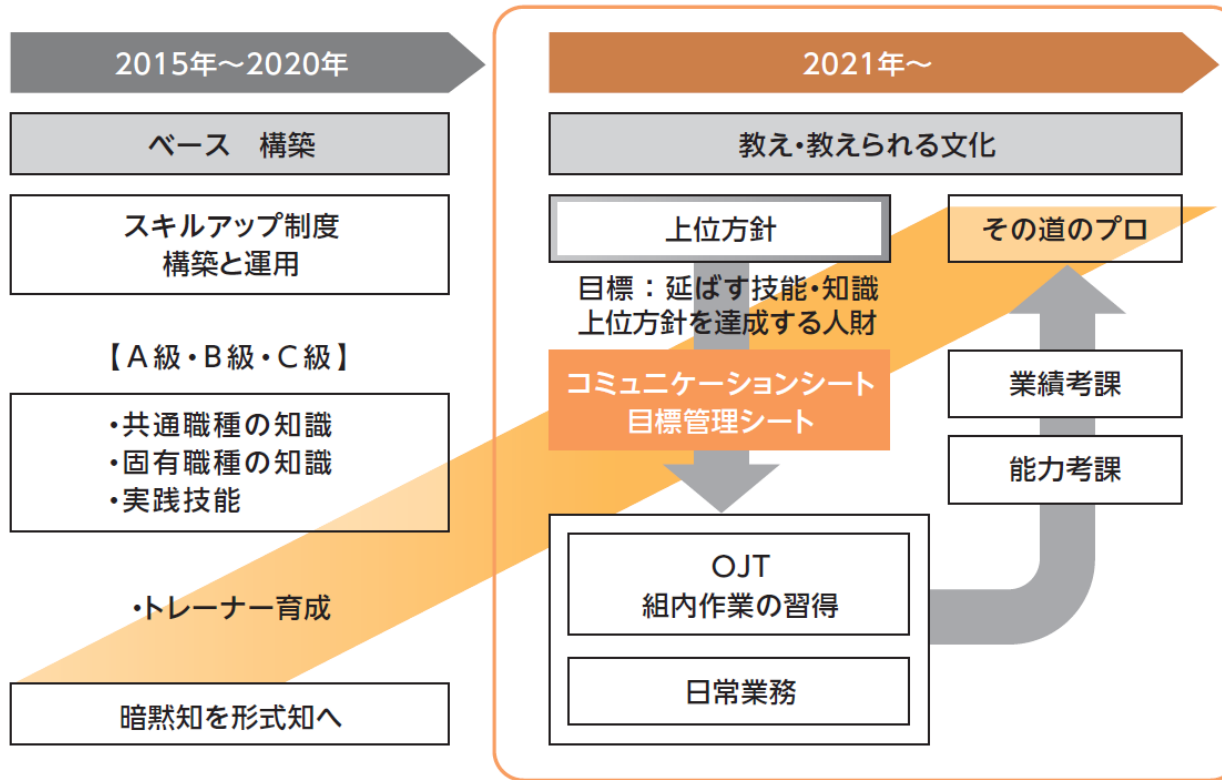 2015年～2020年
ベース　構築
スキルアップ制度
構築と運用
【A級・B級・C級】
・共通職種の知識
・固有職種の知識
・実践技能
・トレーナー育成
暗黙知を形式知へ
2021年～
教え・教えられる文化
上位方針
目標：延ばす技能・知識
上位方針を達成する人財
コミュニケーションシート
目標管理シート
OJT
組内作業の習得
日常業務
その道のプロ
業績考課
能力考課